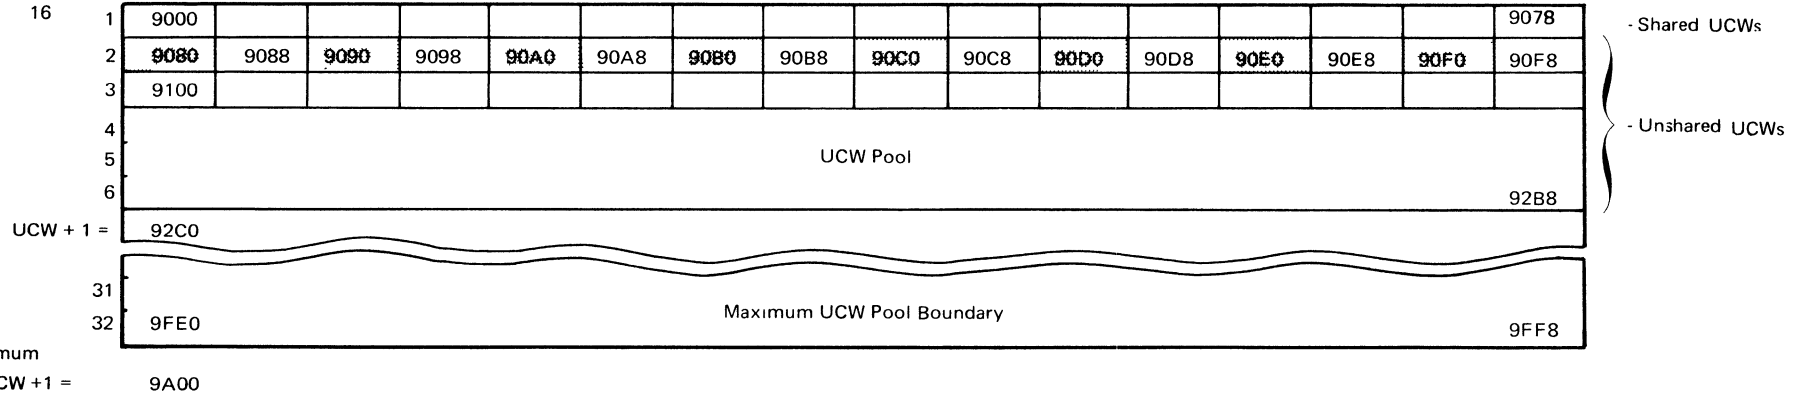 16
1 9000 9078 - Shared UCWs
2 9080 9088 9090 9098 90A0 90A8 90B0 90B8 90C0 90C8 90D0 90D8 90E0 90E8 90F0 90F8
3 9100
4
- Unshared UCWs
5 UCW Pool
6 92B8
UCW + 1 = 92C0
31
Maximum UCW Pool Boundary
32 9FE0 9FF8
mum
CW +1 = 9A00